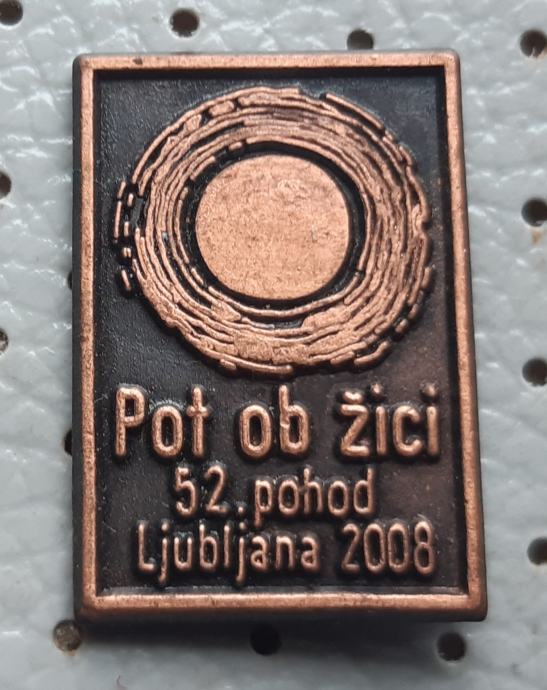 Pot ob žici
52. pohod
Ljubljana 2008